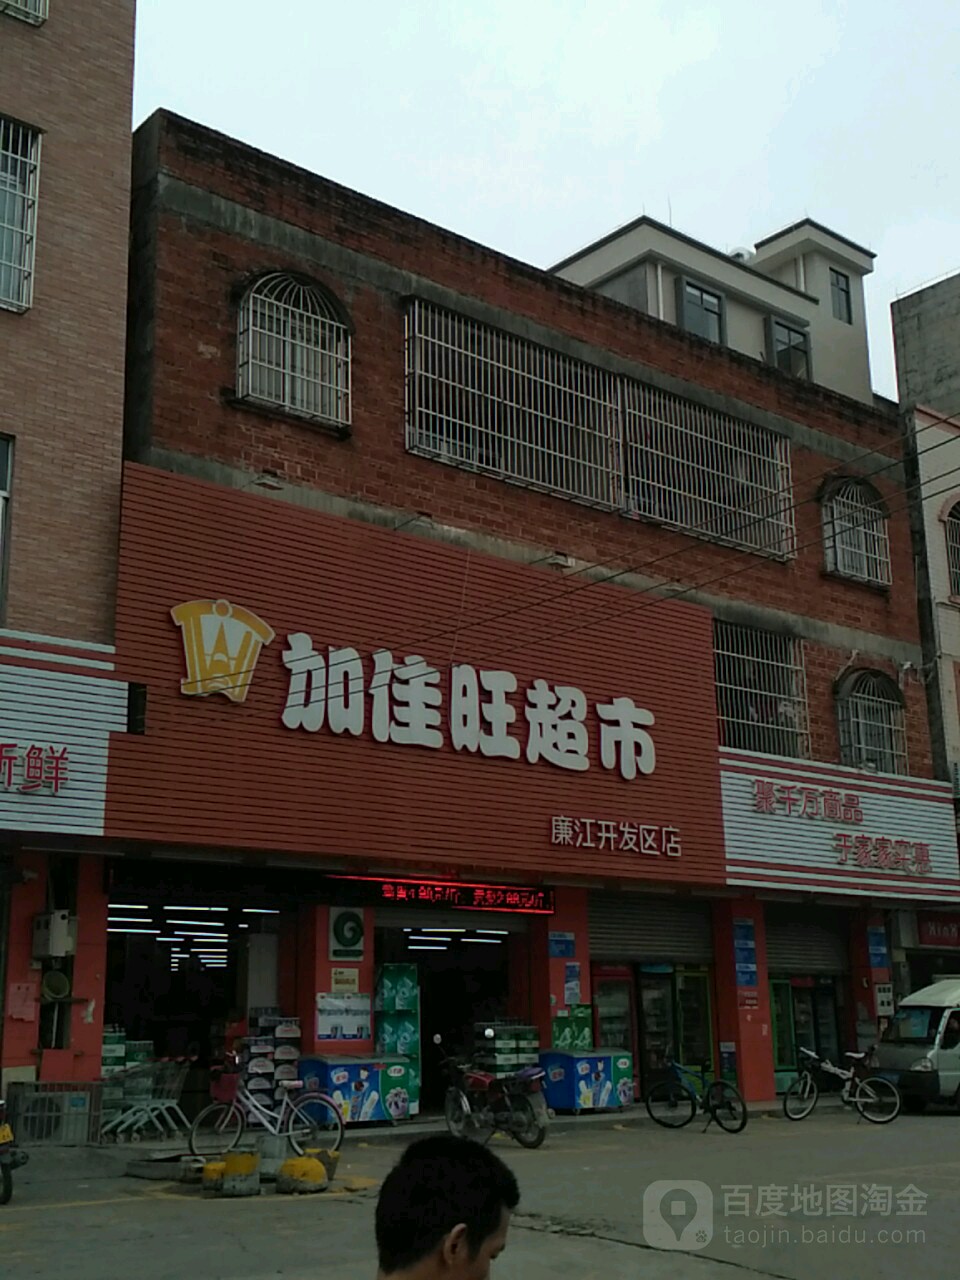 加佳旺超市
廉江开发区店
新鲜
聚千万商品
于家家实惠
百度地图淘金
taojin.baidu.com